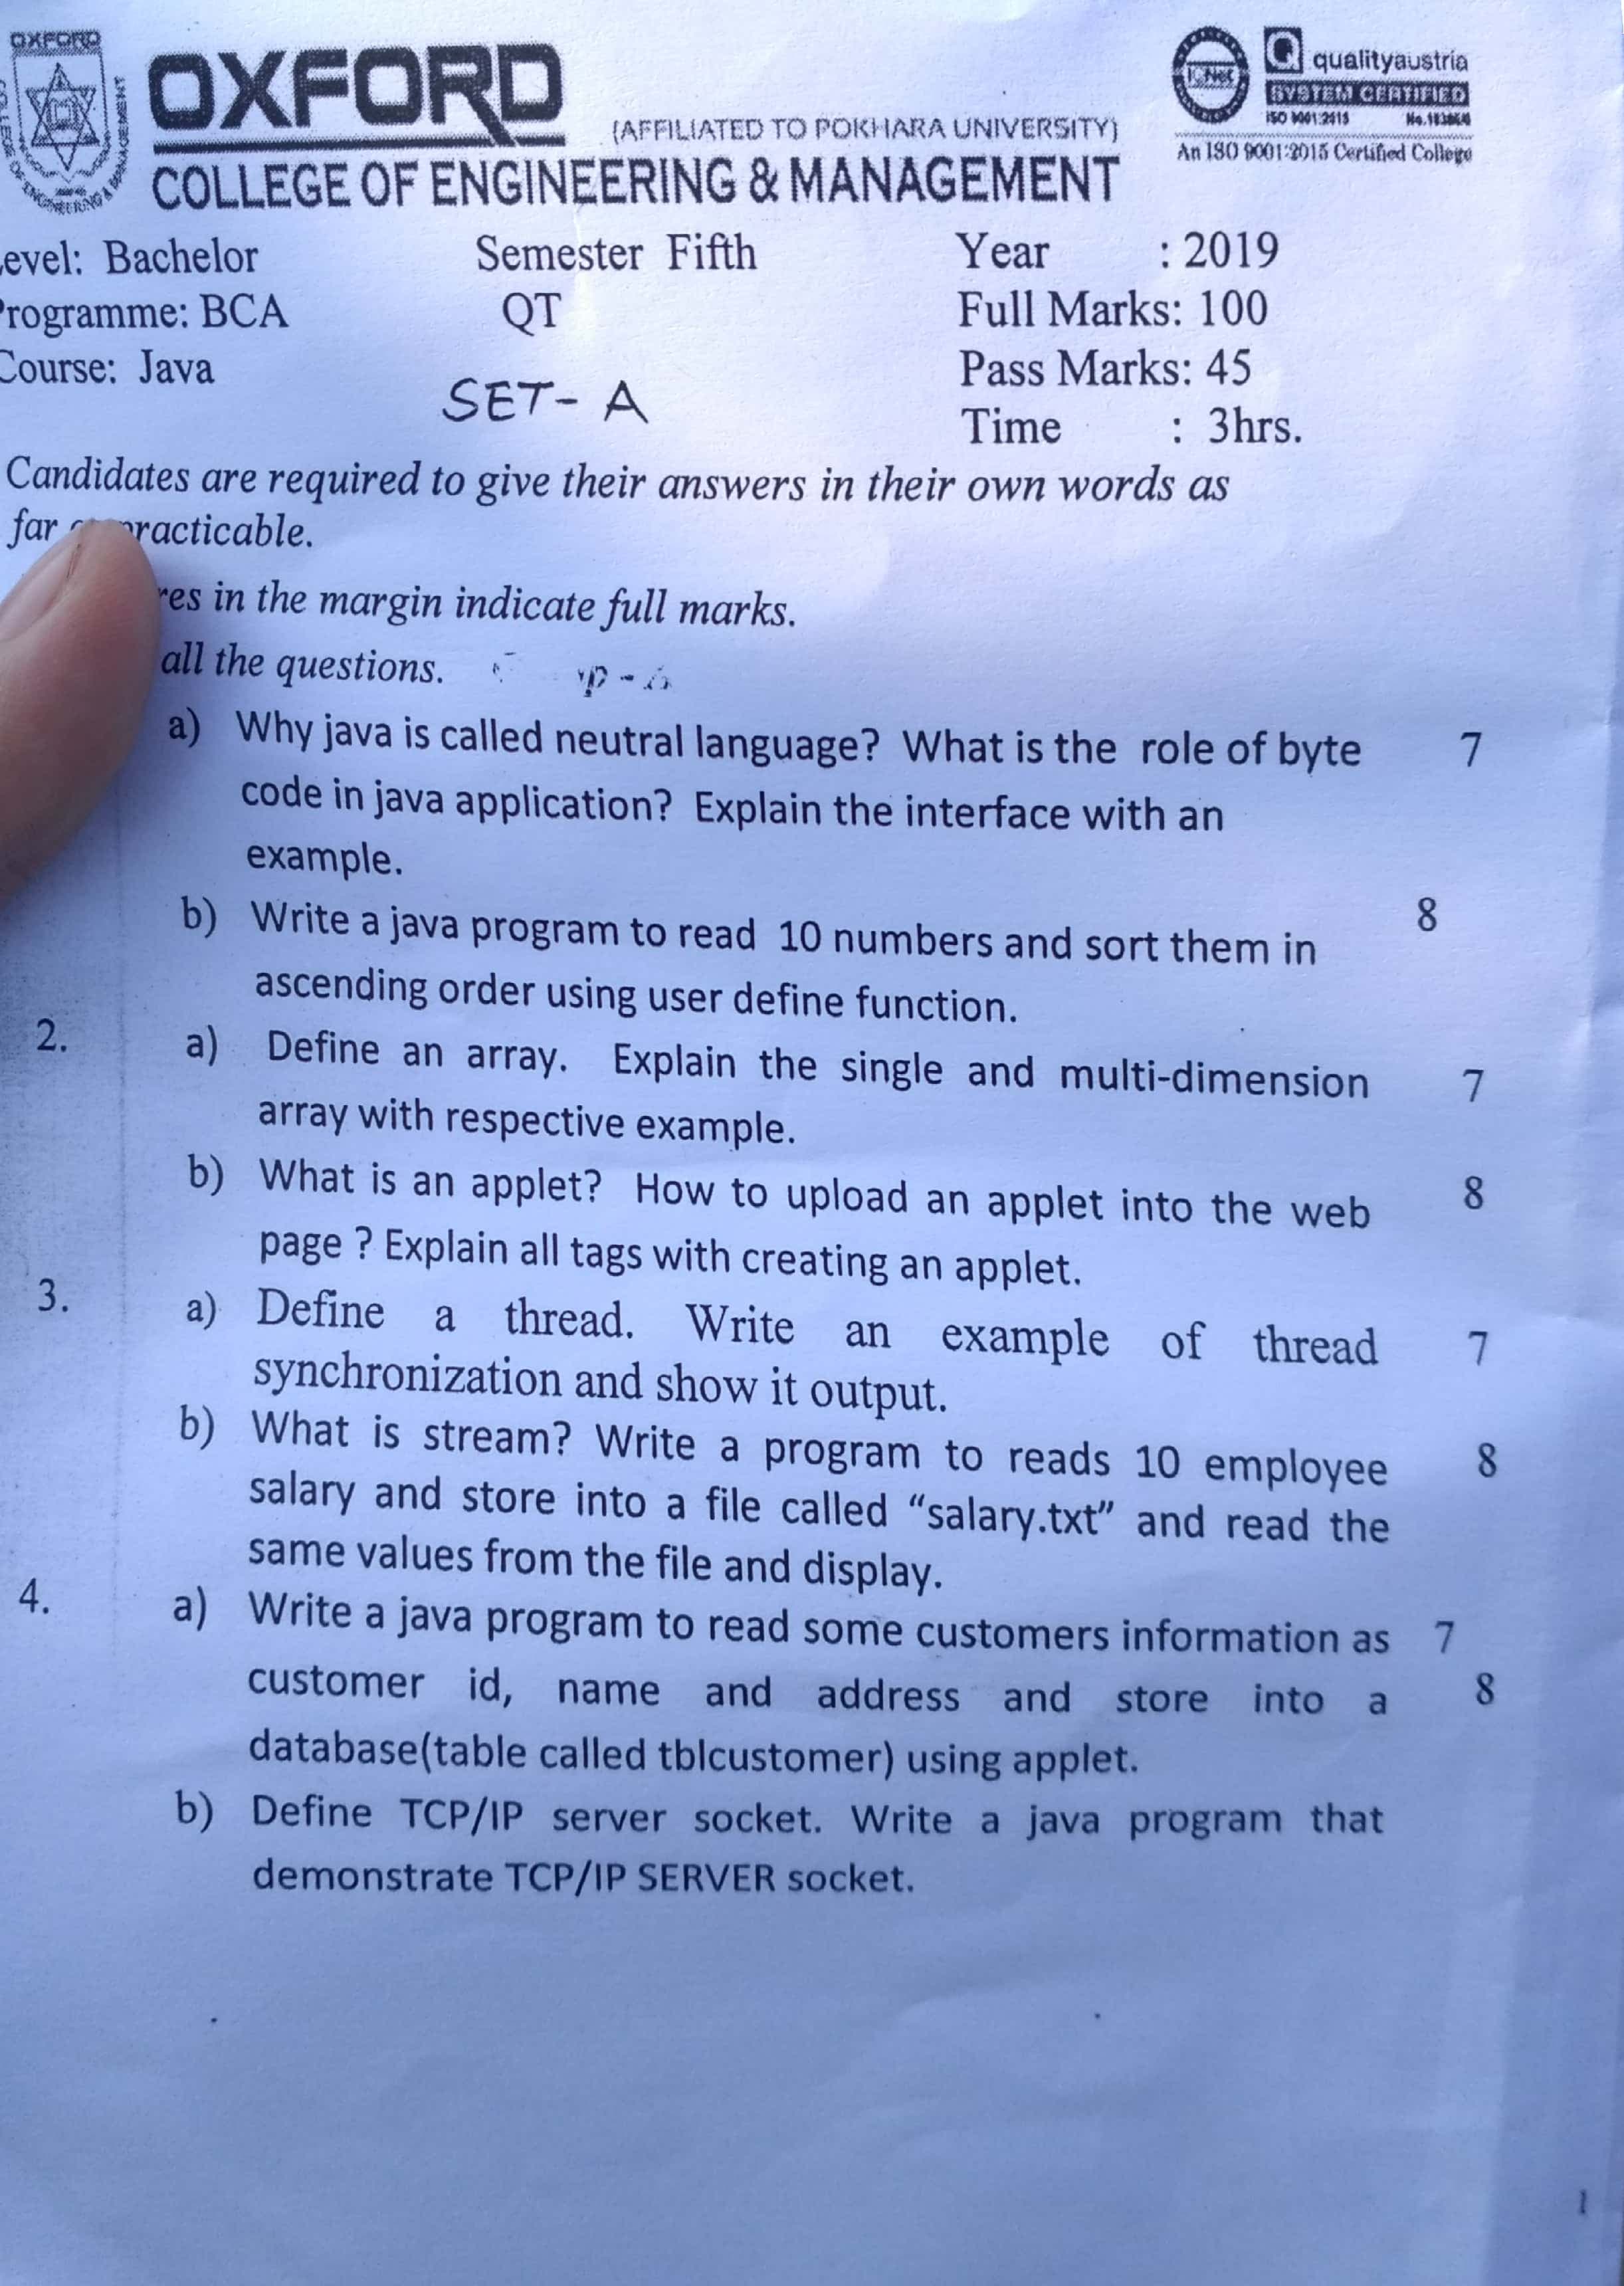 OXFORD
OXFORD
(AFFILIATED TO POKHARA UNIVERSITY)
COLLEGE OF ENGINEERING & MANAGEMENT
IQNet
qualityaustria
SYSTEM CERTIFIED
ISO 9001:2015
An ISO 9001:2015 Certified College
evel: Bachelor Semester Fifth Year : 2019
rogramme: BCA QT Full Marks: 100
Course: Java Pass Marks: 45
SET- A
Time : 3hrs.
Candidates are required to give their answers in their own words as
far practicable.
res in the margin indicate full marks.
all the questions.
a) Why java is called neutral language? What is the role of byte 7
code in java application? Explain the interface with an
example.
b) Write a java program to read 10 numbers and sort them in 8
ascending order using user define function.
2. a) Define an array. Explain the single and multi-dimension 7
array with respective example.
b) What is an applet? How to upload an applet into the web 8
page ? Explain all tags with creating an applet.
3. a) Define a thread. Write an example of thread 7
synchronization and show it output.
b) What is stream? Write a program to reads 10 employee 8
salary and store into a file called “salary.txt” and read the
same values from the file and display.
4. a) Write a java program to read some customers information as 7
customer id, name and address and store into a 8
database(table called tblcustomer) using applet.
b) Define TCP/IP server socket. Write a java program that
demonstrate TCP/IP SERVER socket.
1